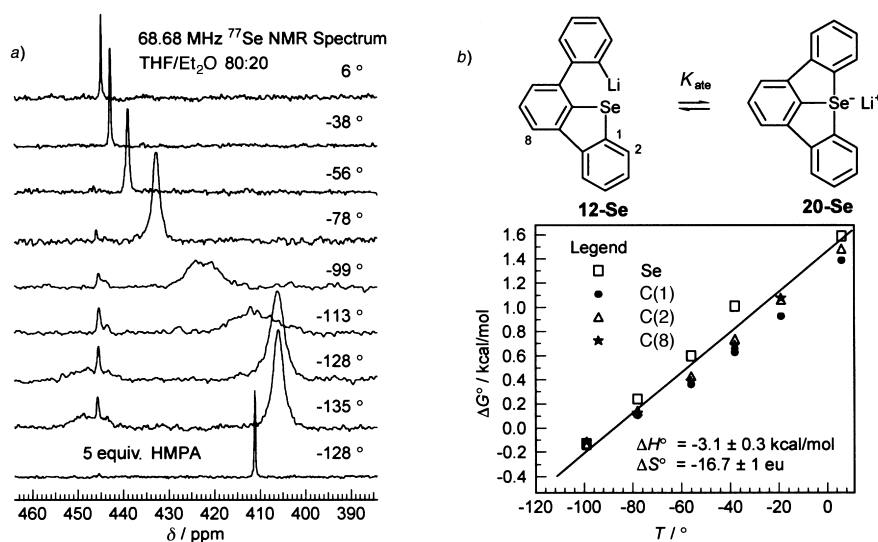 a)
68.68 MHz ⁷⁷Se NMR Spectrum
THF/Et₂O 80:20
6 °
-38 °
-56 °
-78 °
-99 °
-113 °
-128 °
-135 °
5 equiv. HMPA
-128 °
460 450 440 430 420 410 400 390
δ / ppm
b)
Li
Se
1
2
8
K ate
Se⁻ Li⁺
12-Se
20-Se
1.6
1.4
1.2
1.0
0.8
0.6
0.4
0.2
0.0
-0.2
-0.4
ΔG° / kcal/mol
Legend
Se
C(1)
C(2)
C(8)
ΔH° = -3.1 ± 0.3 kcal/mol
ΔS° = -16.7 ± 1 eu
-120 -100 -80 -60 -40 -20 0
T / °